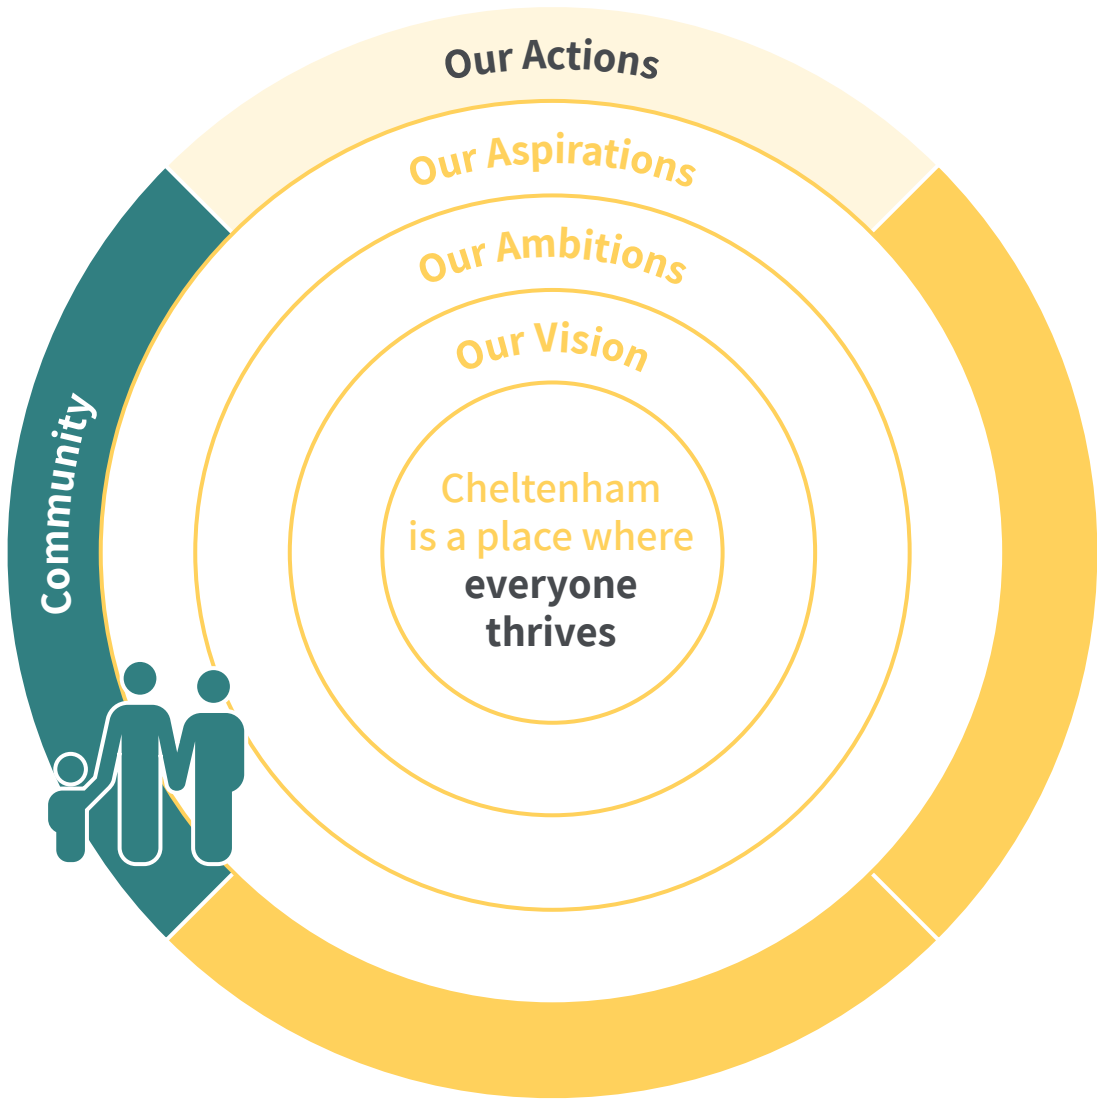 Our Actions
Our Aspirations
Our Ambitions
Our Vision
Cheltenham
is a place where
everyone
thrives
Community